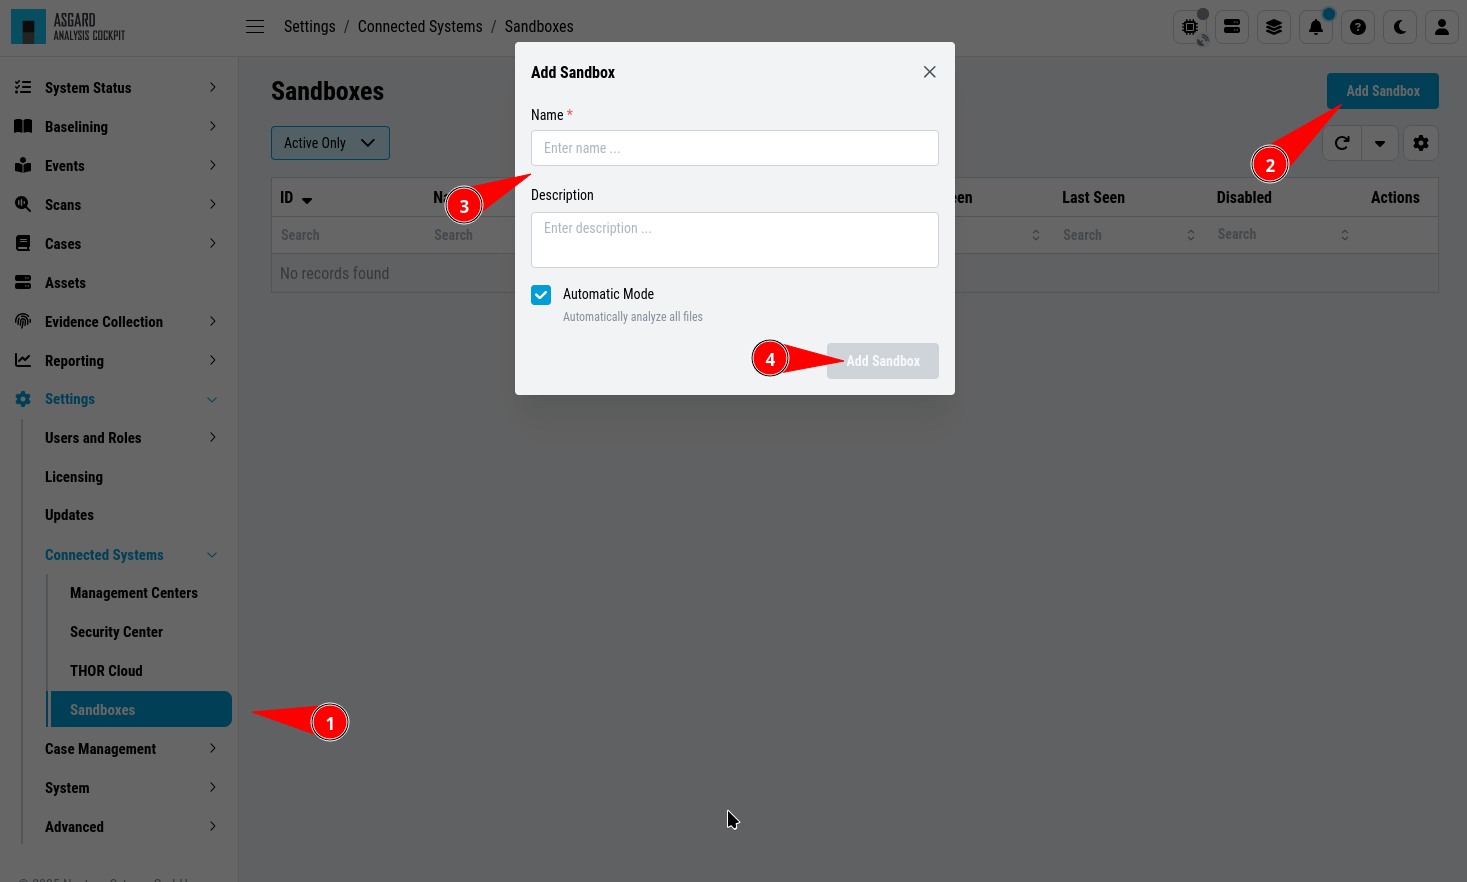 ASGARD
ANALYSIS COCKPIT
Settings / Connected Systems / Sandboxes
System Status
Baselining
Events
Scans
Cases
Assets
Evidence Collection
Reporting
Settings
Users and Roles
Licensing
Updates
Connected Systems
Management Centers
Security Center
THOR Cloud
Sandboxes
Case Management
System
Advanced
1
Sandboxes
Add Sandbox
2
Active Only
ID
Last Seen
Disabled
Actions
Search
Search
Search
Search
No records found
Add Sandbox
Name *
Enter name ...
3
Description
Enter description ...
Automatic Mode
Automatically analyze all files
4
Add Sandbox